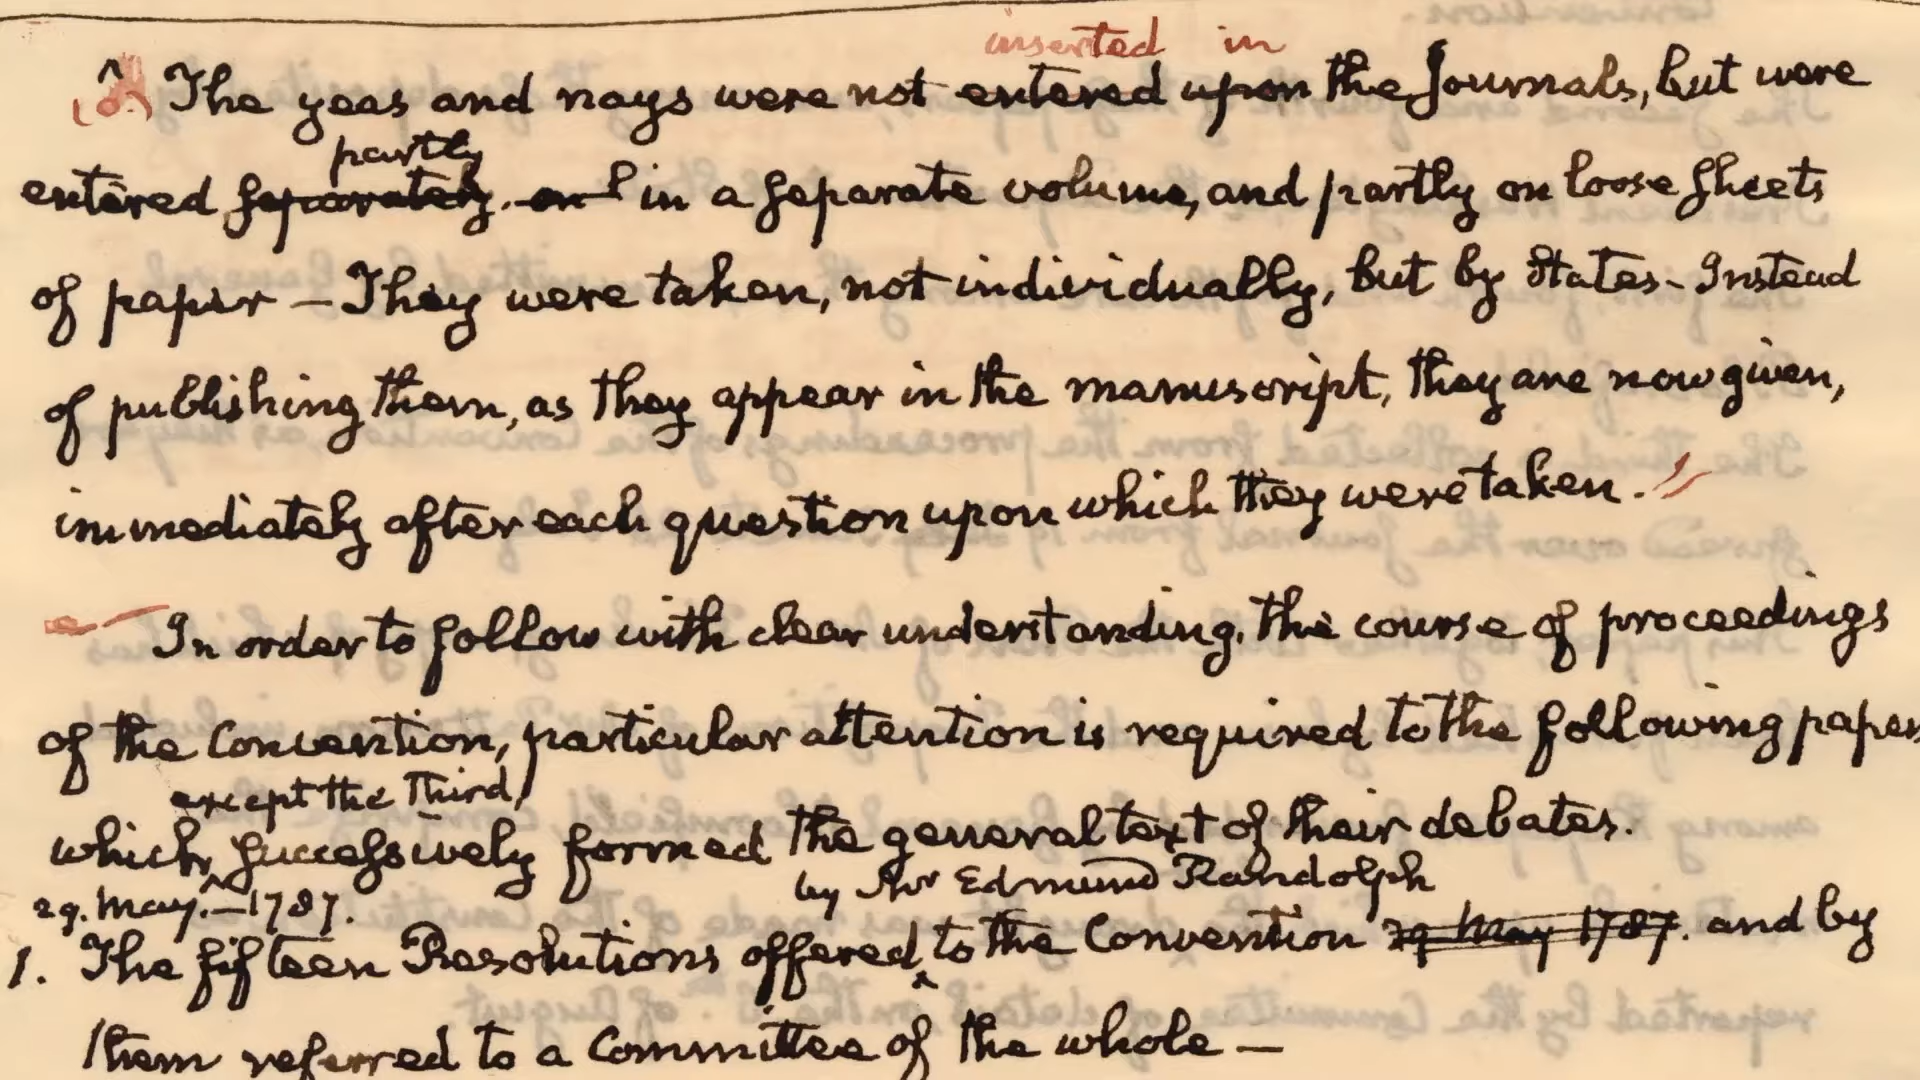 inserted in
The yeas and nays were not entered upon the Journals, but were
partly
entered separately. on in a separate volume, and partly on loose sheets
of paper — They were taken, not individually, but by States - Instead
of publishing them, as they appear in the manuscript, they are now given,
immediately after each question upon which they were taken.
In order to follow with clear understanding, the course of proceedings
of the Convention, particular attention is required to the following papers
except the Third,
which, successively formed the general text of their debates.
29. May. — 1787. by Mr Edmund Randolph
1. The fifteen Resolutions offered to the Convention 29 May 1787. and by
them referred to a Committee of the whole —